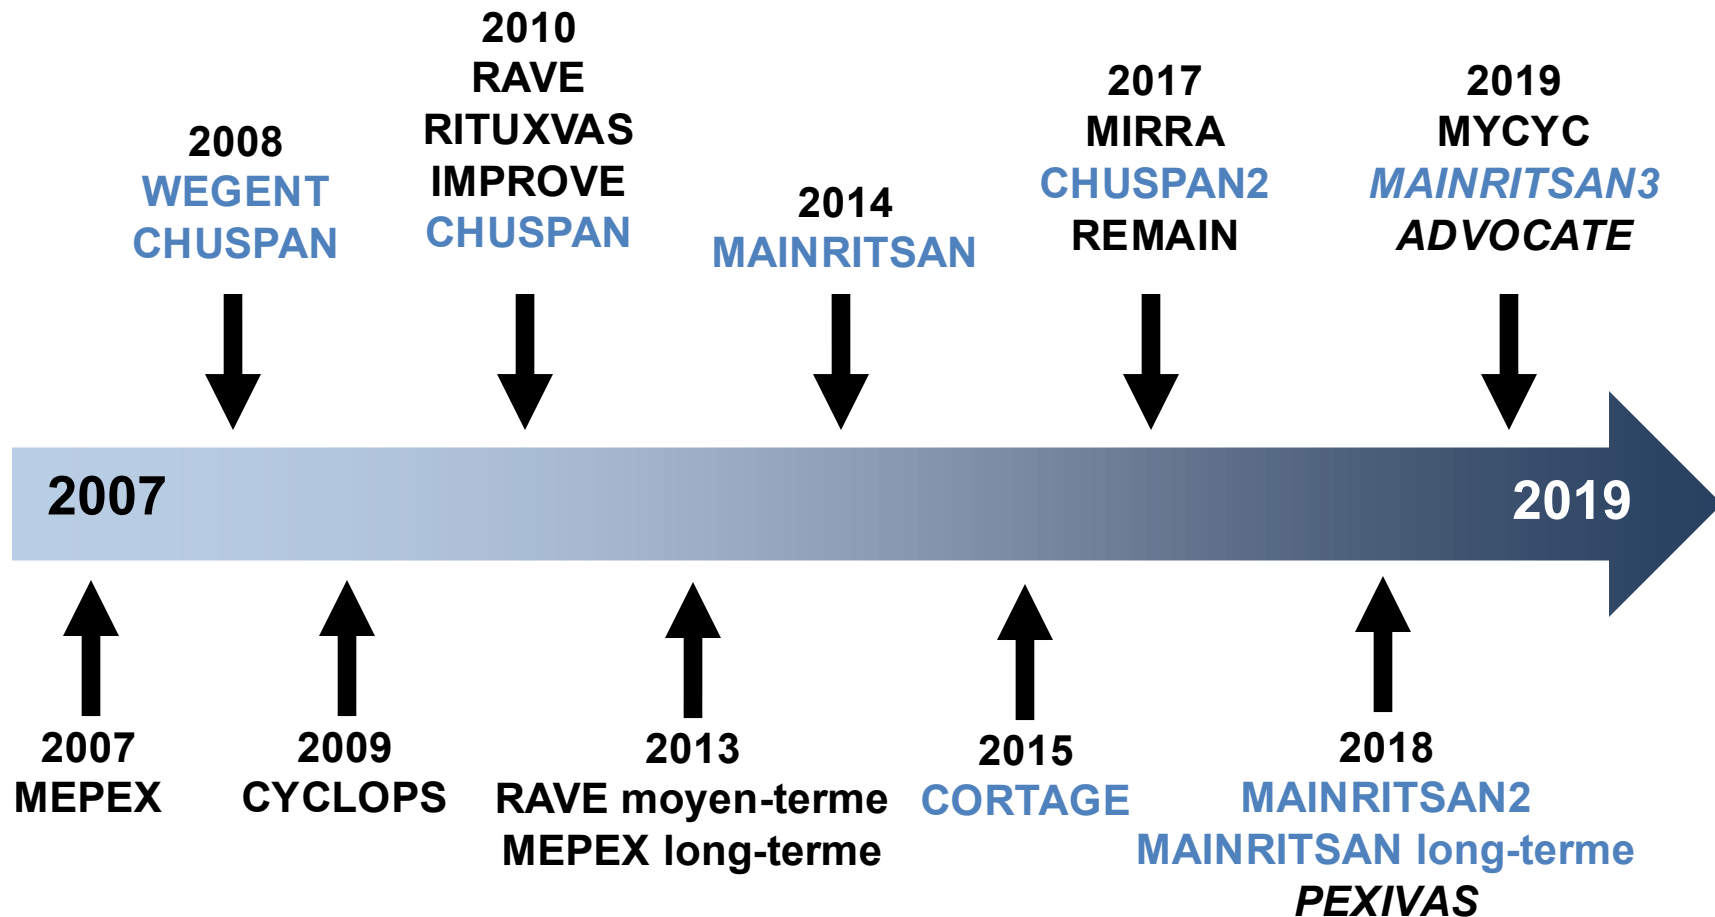 2008
WEGENT
CHUSPAN
2010
RAVE
RITUXVAS
IMPROVE
CHUSPAN
2014
MAINRITSAN
2017
MIRRA
CHUSPAN2
REMAIN
2019
MYCYC
MAINRITSAN3
ADVOCATE
2007
2019
2007
MEPEX
2009
CYCLOPS
2013
RAVE moyen-terme
MEPEX long-terme
2015
CORTAGE
2018
MAINRITSAN2
MAINRITSAN long-terme
PEXIVAS